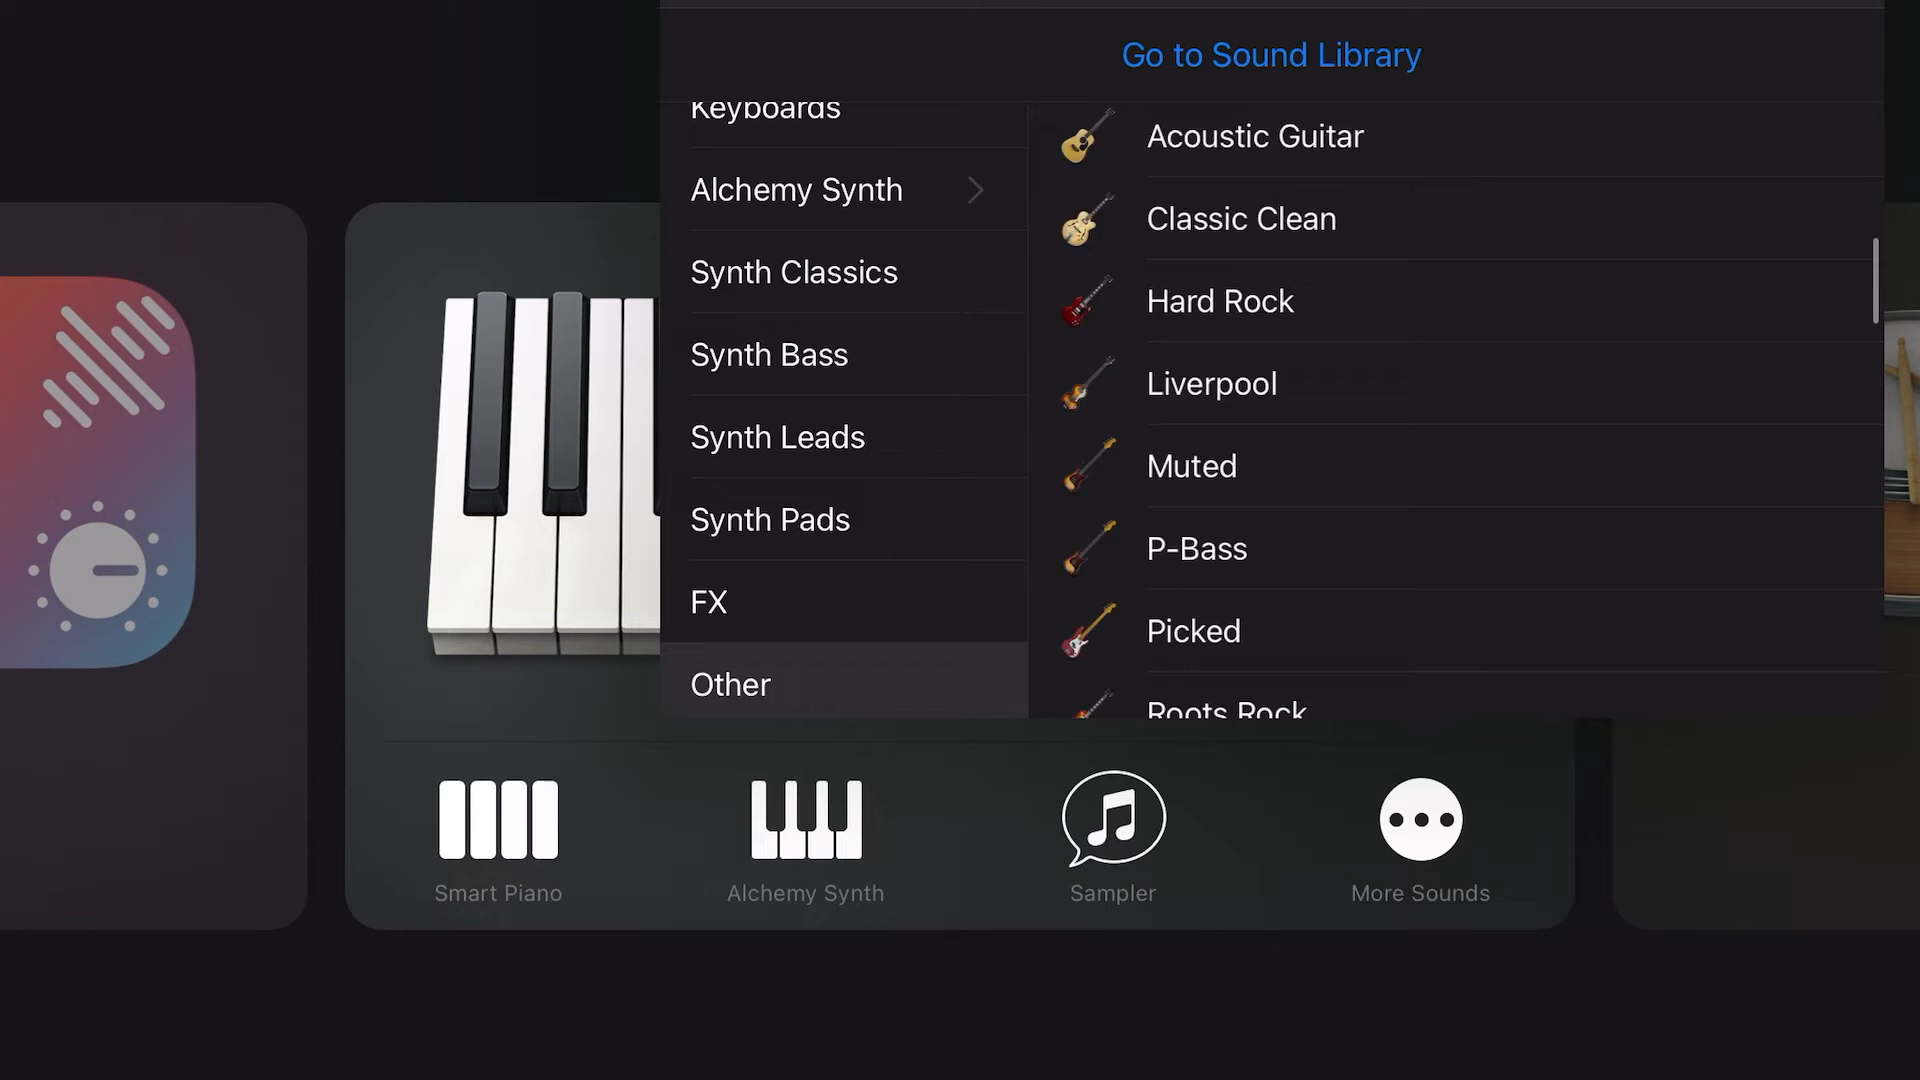 Go to Sound Library
Keyboards
Alchemy Synth
Synth Classics
Synth Bass
Synth Leads
Synth Pads
FX
Other
Acoustic Guitar
Classic Clean
Hard Rock
Liverpool
Muted
P-Bass
Picked
Roots Rock
Smart Piano
Alchemy Synth
Sampler
More Sounds